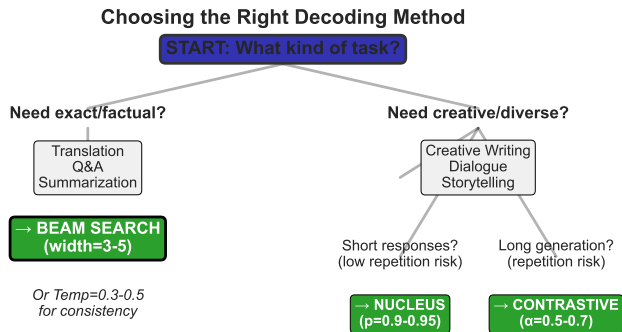 Choosing the Right Decoding Method
START: What kind of task?
Need exact/factual?
Translation
Q&A
Summarization
→ BEAM SEARCH
(width=3-5)
Or Temp=0.3-0.5
for consistency
Need creative/diverse?
Creative Writing
Dialogue
Storytelling
Short responses?
(low repetition risk)
→ NUCLEUS
(p=0.9-0.95)
Long generation?
(repetition risk)
→ CONTRASTIVE
(α=0.5-0.7)